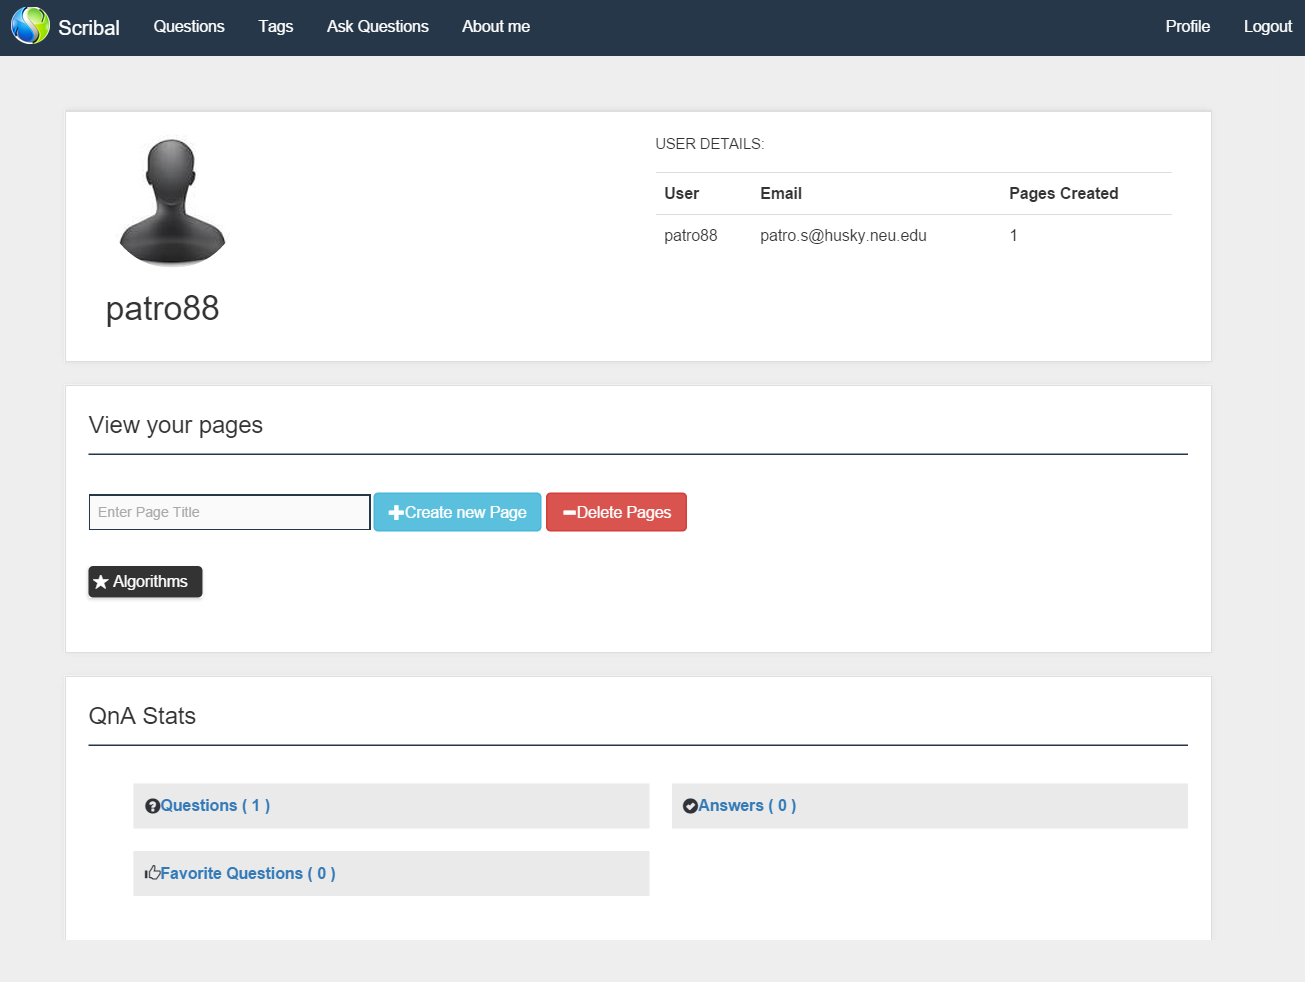 Scribal Questions Tags Ask Questions About me Profile Logout
USER DETAILS:
User Email Pages Created
patro88 patro.s@husky.neu.edu 1
patro88
View your pages
Enter Page Title Create new Page Delete Pages
Algorithms
QnA Stats
Questions ( 1 ) Answers ( 0 )
Favorite Questions ( 0 )